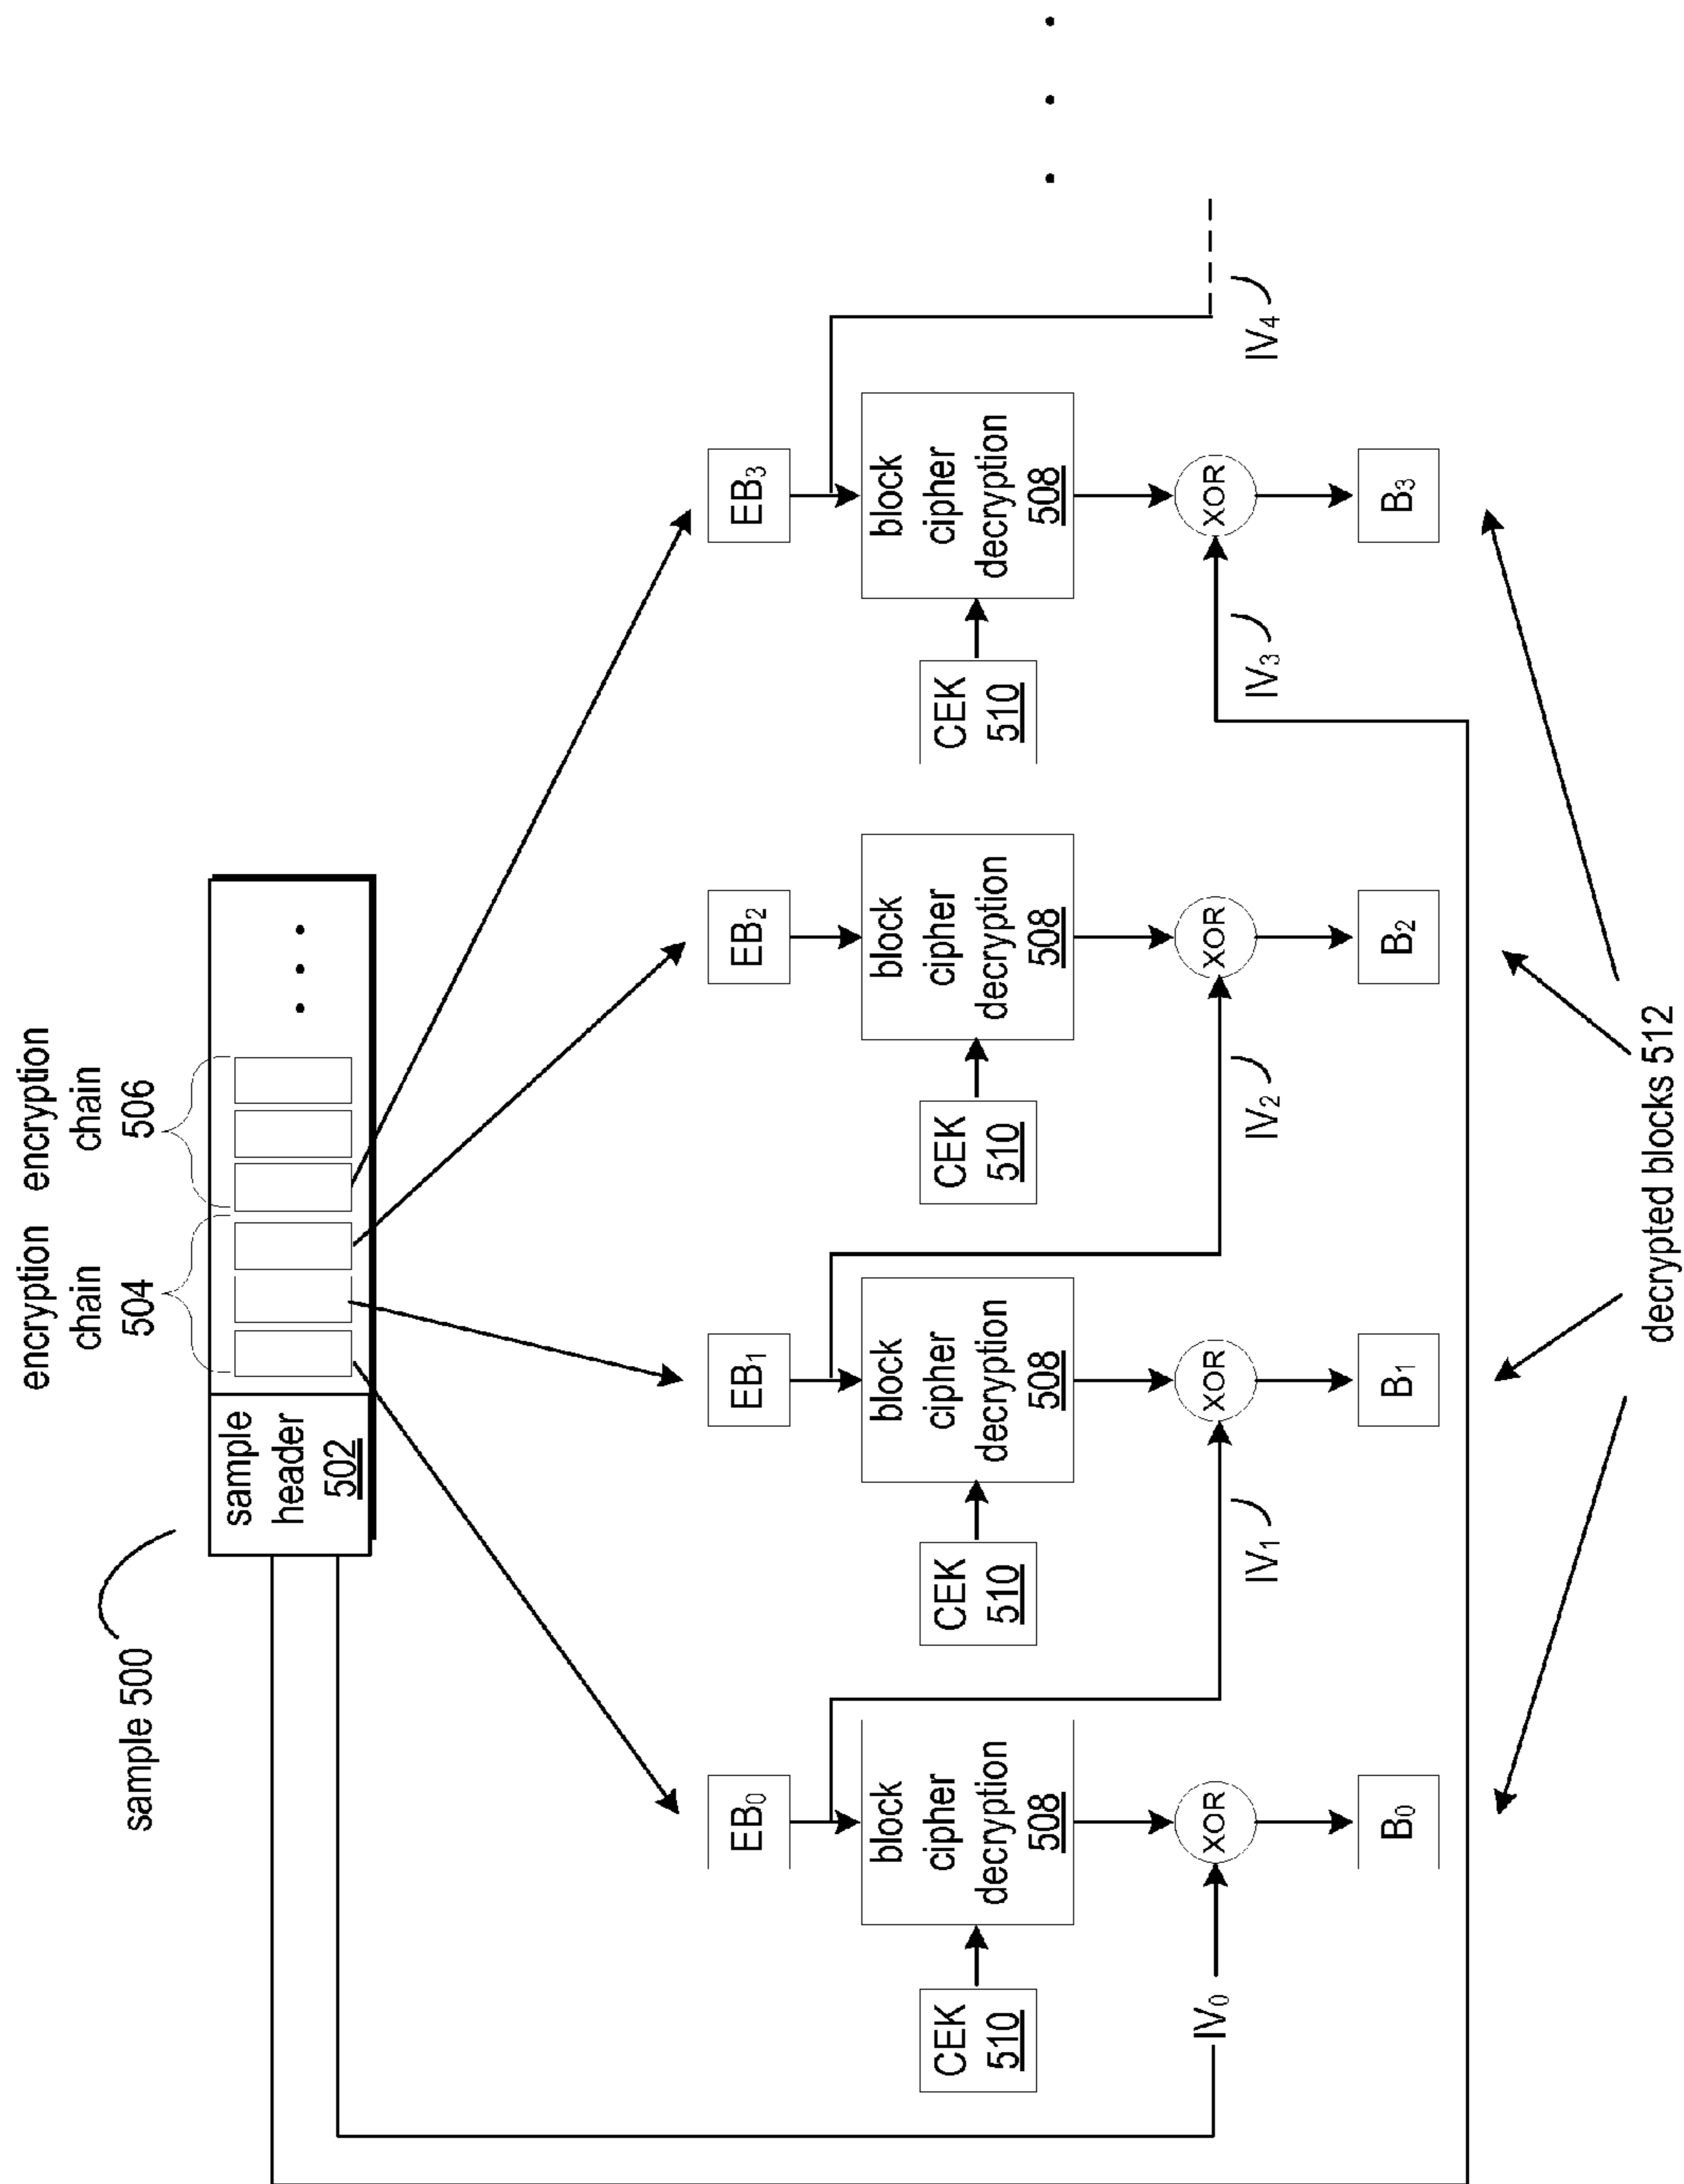 sample 500
sample
header
502
encryption
chain
504
encryption
chain
506
EB0
EB1
EB2
EB3
block
cipher
decryption
508
block
cipher
decryption
508
block
cipher
decryption
508
block
cipher
decryption
508
CEK
510
CEK
510
CEK
510
CEK
510
IV0
XOR
IV1
XOR
IV2
XOR
IV3
XOR
IV4
B0
B1
B2
B3
decrypted blocks 512